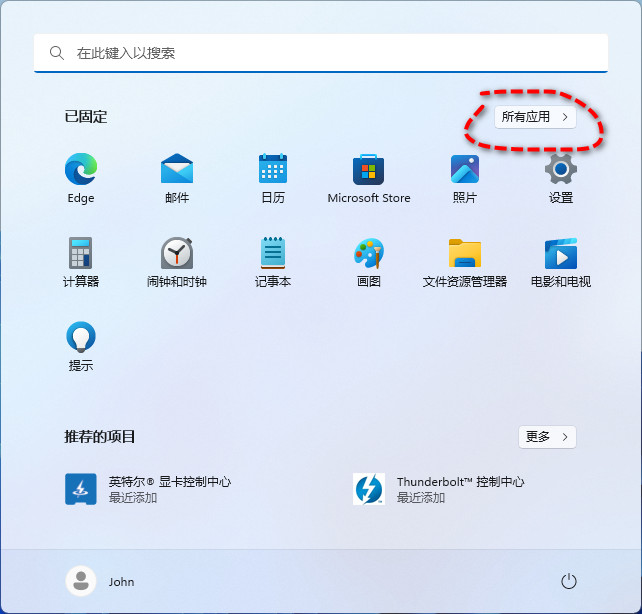 在此键入以搜索
已固定
所有应用
Edge
邮件
日历
Microsoft Store
照片
设置
计算器
闹钟和时钟
记事本
画图
文件资源管理器
电影和电视
提示
推荐的项目
更多
英特尔® 显卡控制中心
最近添加
Thunderbolt™ 控制中心
最近添加
John